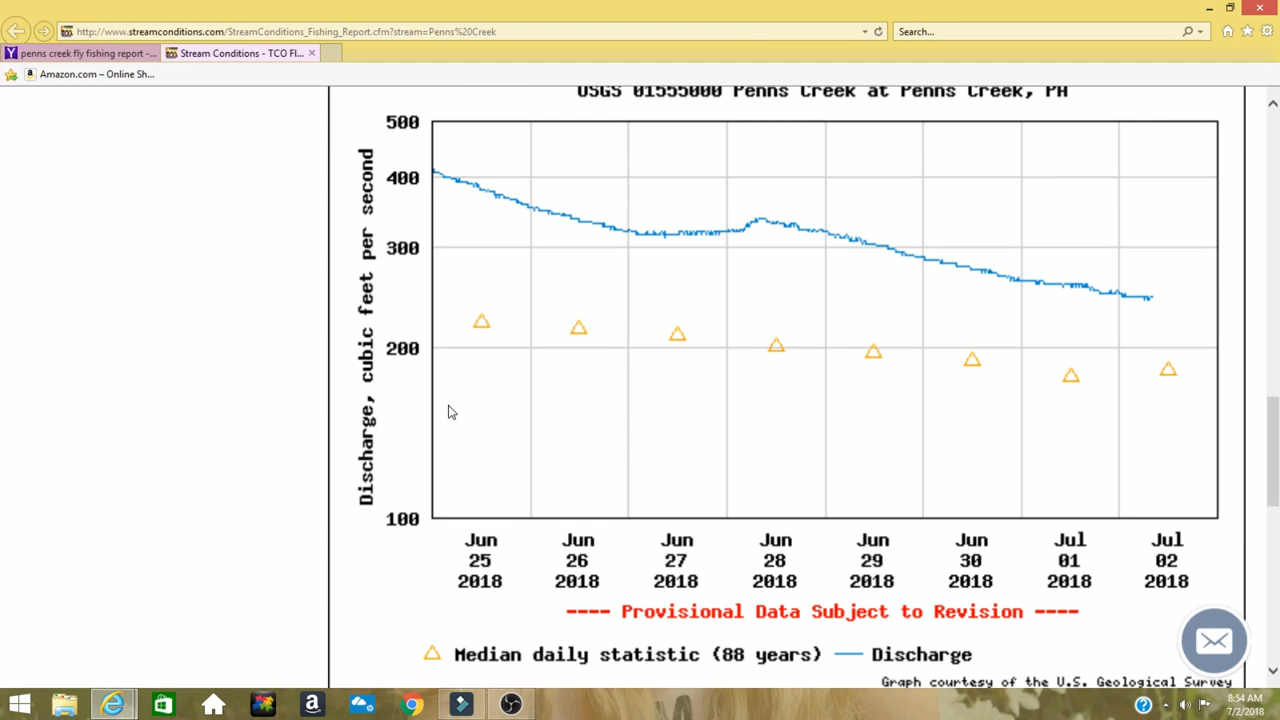 http://www.streamconditions.com/StreamConditions_Fishing_Report.cfm?stream=Penns%20Creek
Search...
penns creek fly fishing report -...
Stream Conditions - TCO Fl...
Amazon.com – Online Sh...
USGS 01555000 Penns Creek at Penns Creek, PA
Discharge, cubic feet per second
500
400
300
200
100
Jun 25 2018
Jun 26 2018
Jun 27 2018
Jun 28 2018
Jun 29 2018
Jun 30 2018
Jul 01 2018
Jul 02 2018
---- Provisional Data Subject to Revision ----
Median daily statistic (88 years)
Discharge
Graph courtesy of the U.S. Geological Survey
8:54 AM
7/2/2018